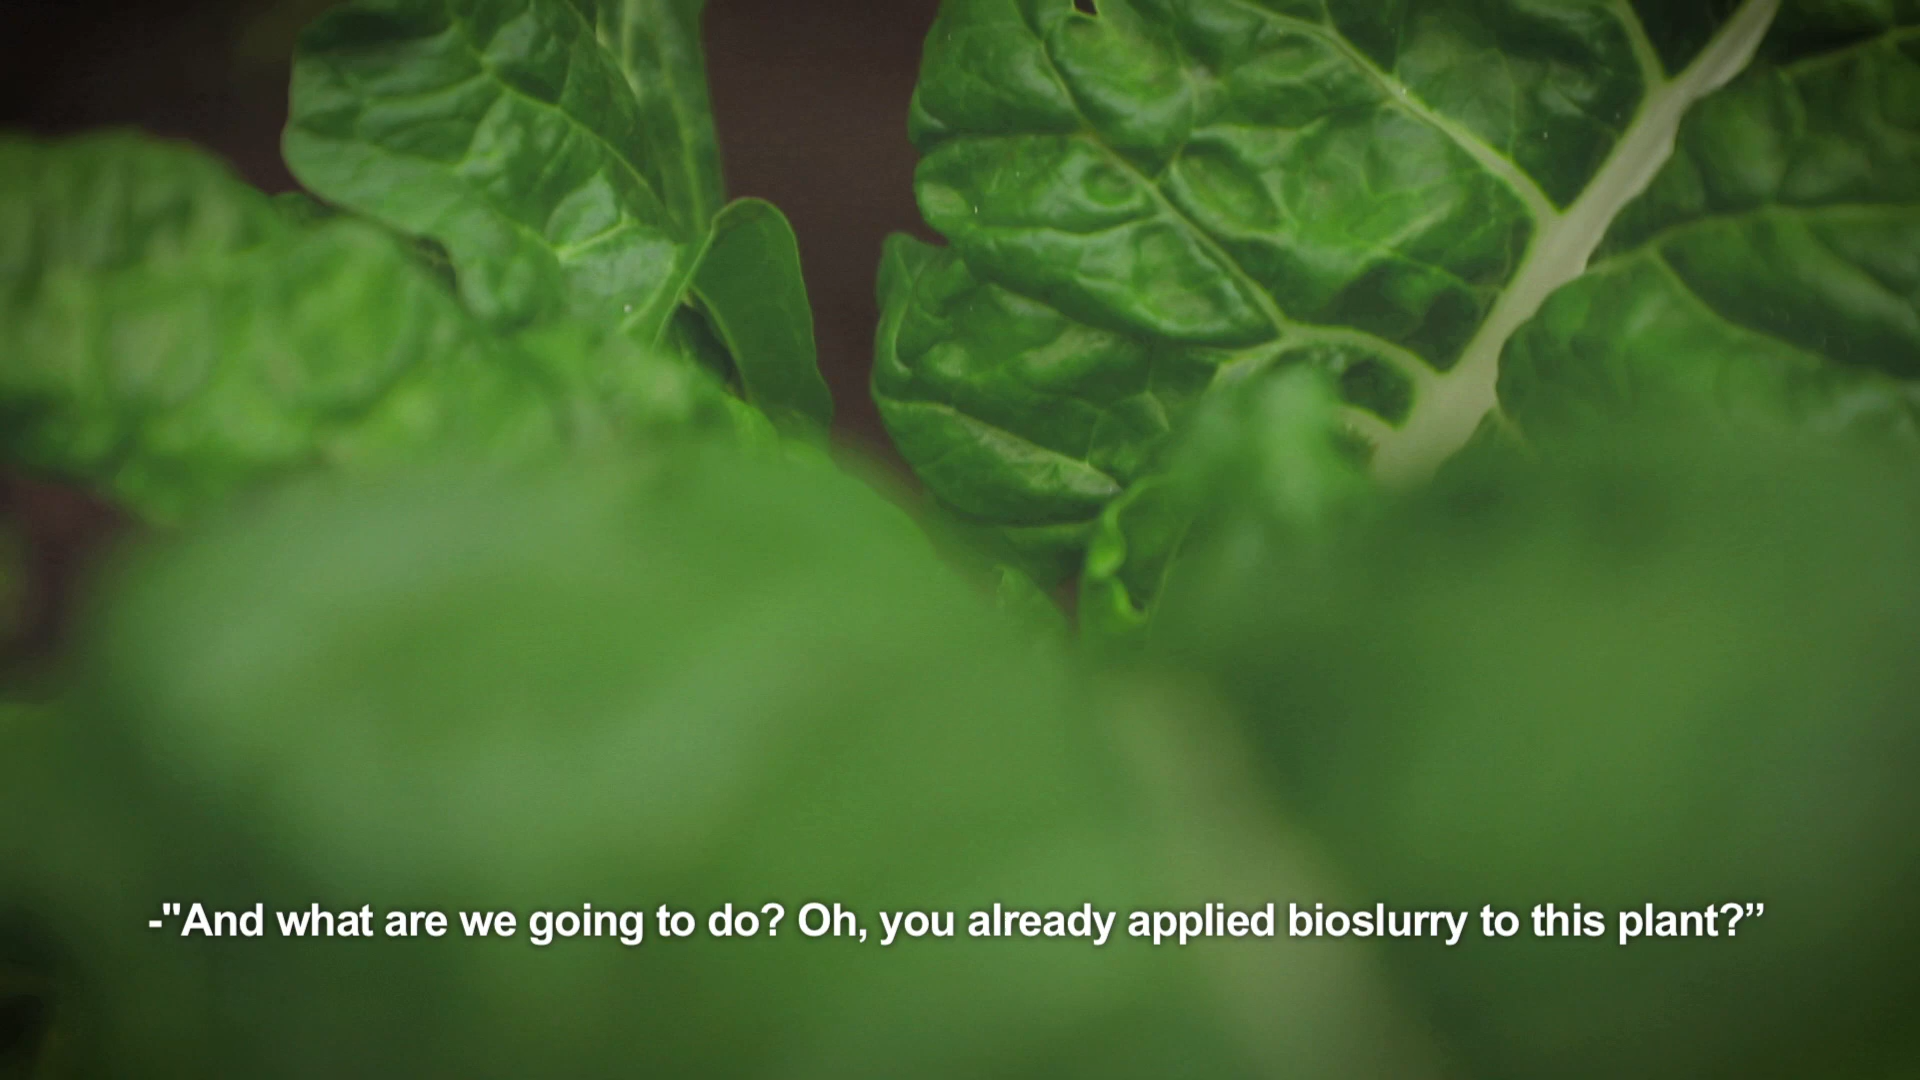 -"And what are we going to do? Oh, you already applied bioslurry to this plant?”